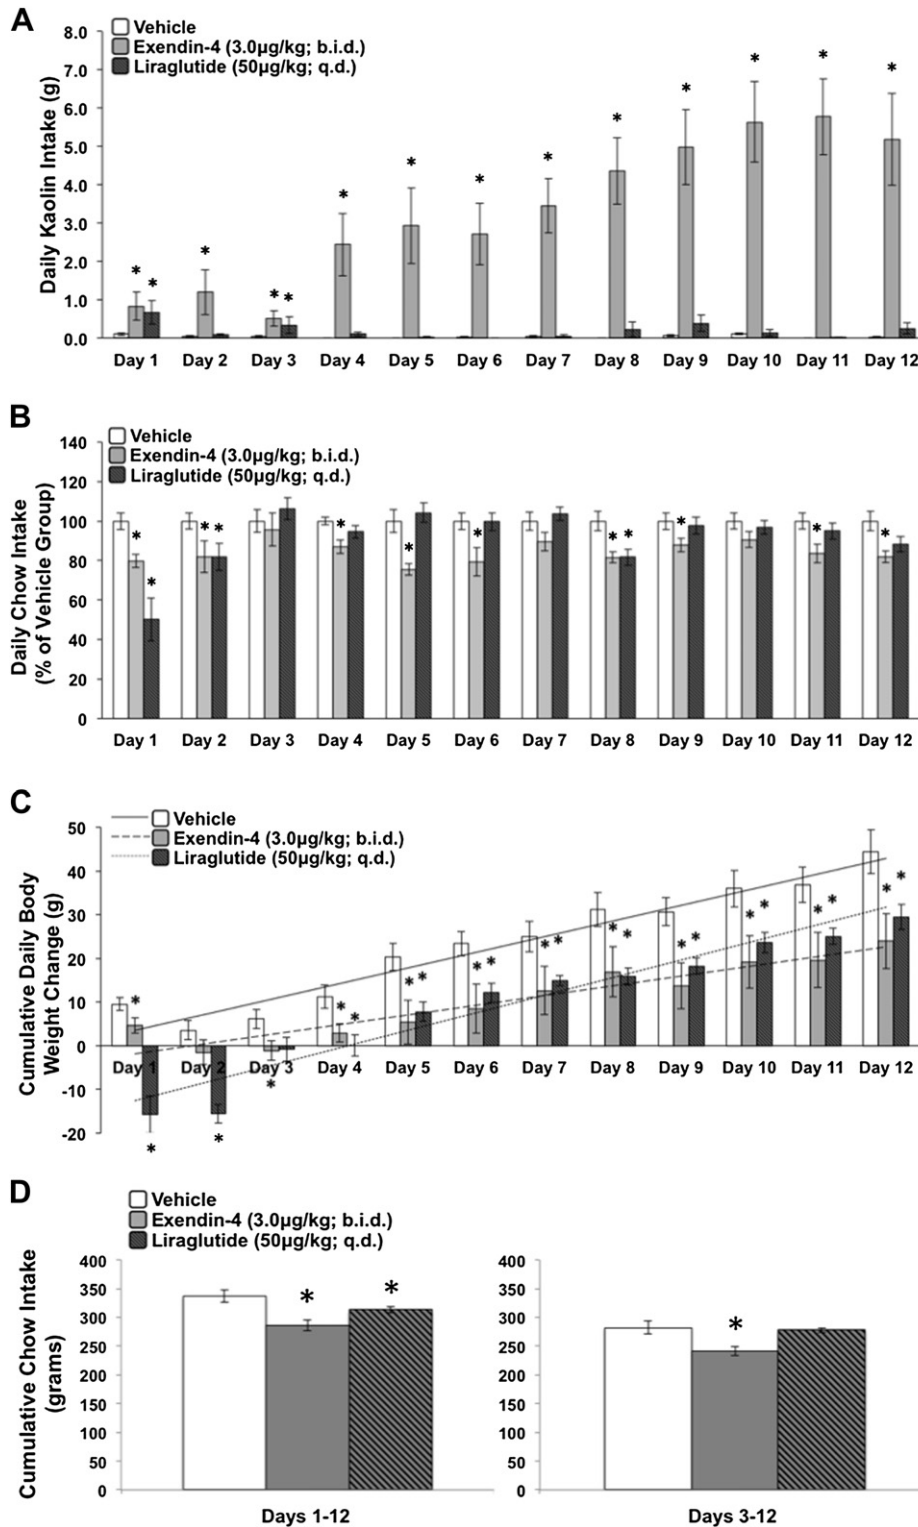 A
Vehicle
Exendin-4 (3.0µg/kg; b.i.d.)
Liraglutide (50µg/kg; q.d.)
Daily Kaolin Intake (g)
8.0
7.0
6.0
5.0
4.0
3.0
2.0
1.0
0.0
* * * * * * * * * * * * * *
Day 1 Day 2 Day 3 Day 4 Day 5 Day 6 Day 7 Day 8 Day 9 Day 10 Day 11 Day 12
B
Vehicle
Exendin-4 (3.0µg/kg; b.i.d.)
Liraglutide (50µg/kg; q.d.)
Daily Chow Intake
(% of Vehicle Group)
140
120
100
80
60
40
20
0
* * * * * * * * * * * *
Day 1 Day 2 Day 3 Day 4 Day 5 Day 6 Day 7 Day 8 Day 9 Day 10 Day 11 Day 12
C
Vehicle
Exendin-4 (3.0µg/kg; b.i.d.)
Liraglutide (50µg/kg; q.d.)
Cumulative Daily Body
Weight Change (g)
50
40
30
20
10
0
-10
-20
* * * * * * * * * * * * * * * * * * * * * *
Day 1 Day 2 Day 3 Day 4 Day 5 Day 6 Day 7 Day 8 Day 9 Day 10 Day 11 Day 12
D
Vehicle
Exendin-4 (3.0µg/kg; b.i.d.)
Liraglutide (50µg/kg; q.d.)
Cumulative Chow Intake
(grams)
400
350
300
250
200
150
100
50
0
* *
Days 1-12
400
350
300
250
200
150
100
50
0
*
Days 3-12